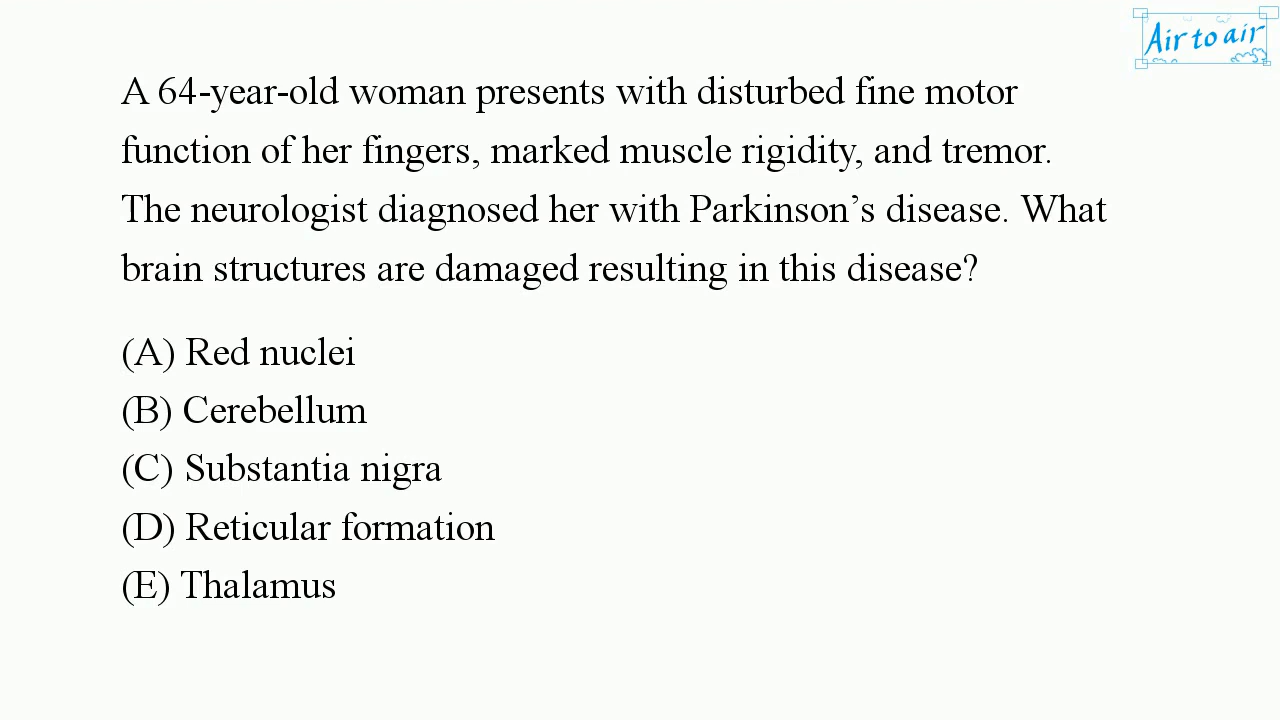 Air to air
A 64-year-old woman presents with disturbed fine motor
function of her fingers, marked muscle rigidity, and tremor.
The neurologist diagnosed her with Parkinson’s disease. What
brain structures are damaged resulting in this disease?
(A) Red nuclei
(B) Cerebellum
(C) Substantia nigra
(D) Reticular formation
(E) Thalamus